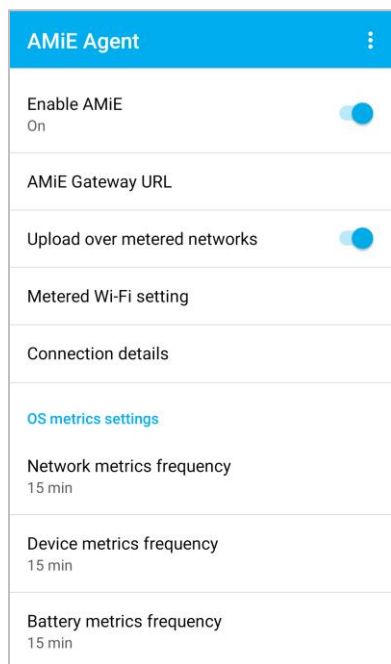 AMiE Agent
Enable AMiE
On
AMiE Gateway URL
Upload over metered networks
Metered Wi-Fi setting
Connection details
OS metrics settings
Network metrics frequency
15 min
Device metrics frequency
15 min
Battery metrics frequency
15 min